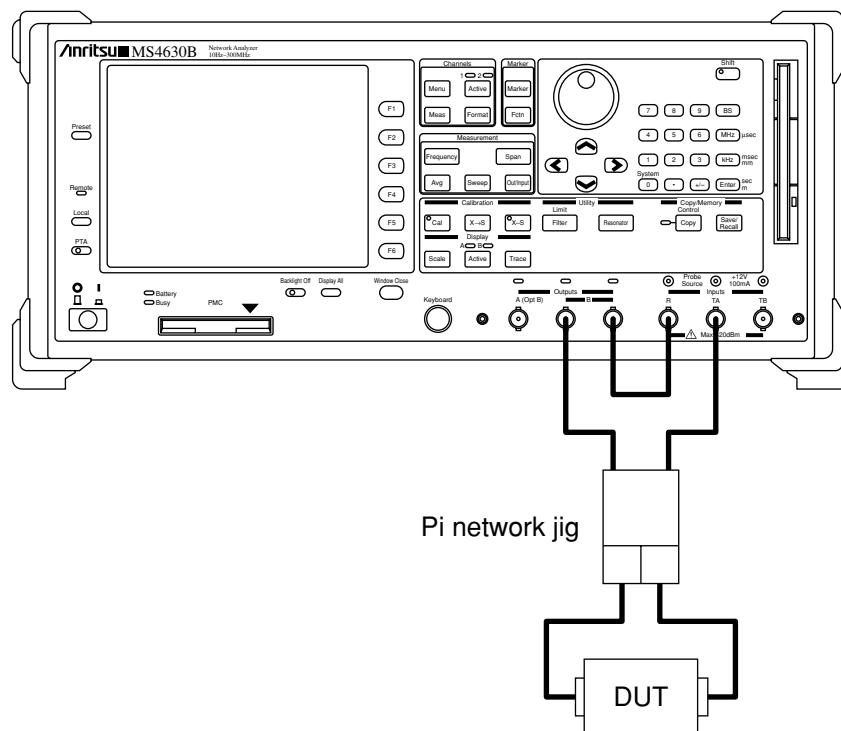 Anritsu MS4630B Network Analyzer
10Hz~300MHz
Channels Marker
1 2
Menu Active Marker
Meas Format Fctn
Measurement
Frequency Span
Avg Sweep Out/Input
Shift
7 8 9 BS
4 5 6 MHz μsec
1 2 3 kHz msec
mm
System
0 • +/− Enter sec
m
Preset
Remote
Local
PTA
F1
F2
F3
F4
F5
F6
Calibration Utility Copy/Memory
Limit Control
Cal X→S X–S Filter Resonator Copy Save/
Recall
Display
A B
Scale Active Trace
Battery
Busy
PMC
Backlight Off Display All Window Close
Keyboard
Outputs
A (Opt B) B
Probe
Source
+12V
100mA
Inputs
R TA TB
Pi network jig
DUT